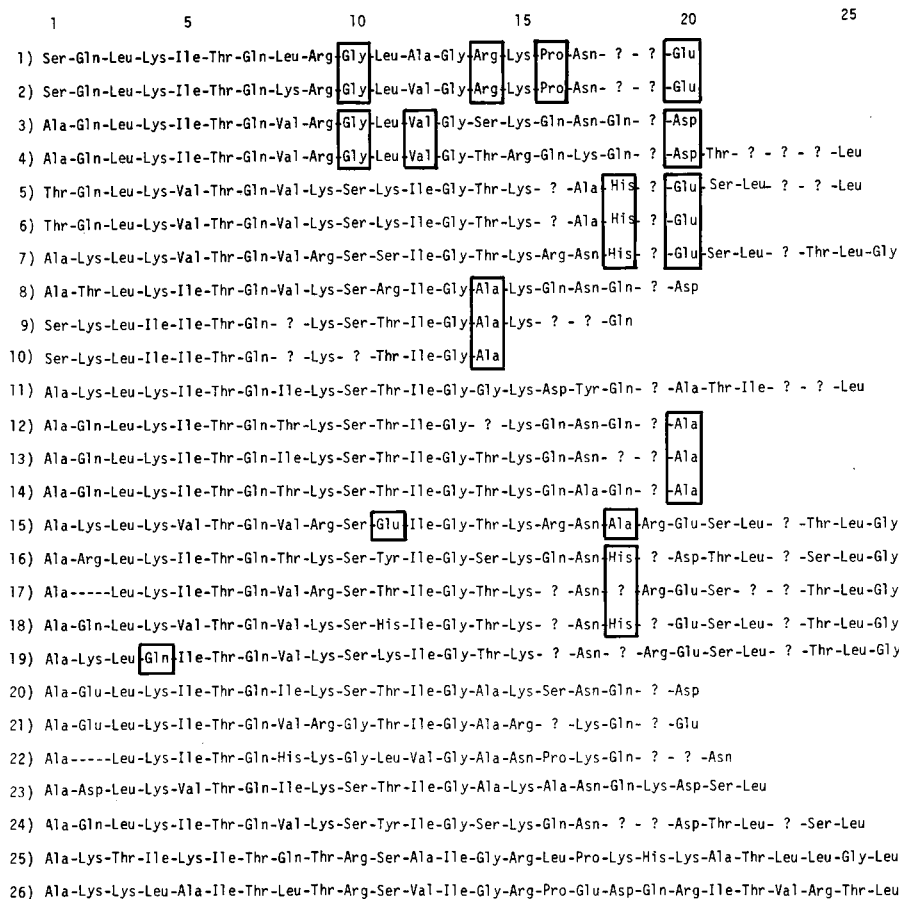 1 5 10 15 20 25
1) Ser-Gln-Leu-Lys-Ile-Thr-Gln-Leu-Arg-Gly-Leu-Ala-Gly-Arg-Lys-Pro-Asn- ? - ? -Glu
2) Ser-Gln-Leu-Lys-Ile-Thr-Gln-Lys-Arg-Gly-Leu-Val-Gly-Arg-Lys-Pro-Asn- ? - ? -Glu
3) Ala-Gln-Leu-Lys-Ile-Thr-Gln-Val-Arg-Gly-Leu-Val-Gly-Ser-Lys-Gln-Asn-Gln- ? -Asp
4) Ala-Gln-Leu-Lys-Ile-Thr-Gln-Val-Arg-Gly-Leu-Val-Gly-Thr-Arg-Gln-Lys-Gln- ? -Asp-Thr- ? - ? - ? -Leu
5) Thr-Gln-Leu-Lys-Val-Thr-Gln-Val-Lys-Ser-Lys-Ile-Gly-Thr-Lys- ? -Ala-His- ? -Glu-Ser-Leu- ? - ? -Leu
6) Thr-Gln-Leu-Lys-Val-Thr-Gln-Val-Lys-Ser-Lys-Ile-Gly-Thr-Lys- ? -Ala-His- ? -Glu
7) Ala-Lys-Leu-Lys-Val-Thr-Gln-Val-Arg-Ser-Ser-Ile-Gly-Thr-Lys-Arg-Asn-His- ? -Glu-Ser-Leu- ? -Thr-Leu-Gly
8) Ala-Thr-Leu-Lys-Ile-Thr-Gln-Val-Lys-Ser-Arg-Ile-Gly-Ala-Lys-Gln-Asn-Gln- ? -Asp
9) Ser-Lys-Leu-Ile-Ile-Thr-Gln- ? -Lys-Ser-Thr-Ile-Gly-Ala-Lys- ? - ? -Gln
10) Ser-Lys-Leu-Ile-Ile-Thr-Gln- ? -Lys- ? -Thr-Ile-Gly-Ala
11) Ala-Lys-Leu-Lys-Ile-Thr-Gln-Ile-Lys-Ser-Thr-Ile-Gly-Gly-Lys-Asp-Tyr-Gln- ? -Ala-Thr-Ile- ? - ? -Leu
12) Ala-Gln-Leu-Lys-Ile-Thr-Gln-Thr-Lys-Ser-Thr-Ile-Gly- ? -Lys-Gln-Asn-Gln- ? -Ala
13) Ala-Gln-Leu-Lys-Ile-Thr-Gln-Ile-Lys-Ser-Thr-Ile-Gly-Thr-Lys-Gln-Asn- ? - ? -Ala
14) Ala-Gln-Leu-Lys-Ile-Thr-Gln-Thr-Lys-Ser-Thr-Ile-Gly-Thr-Lys-Gln-Ala-Gln- ? -Ala
15) Ala-Lys-Leu-Lys-Val-Thr-Gln-Val-Arg-Ser-Glu-Ile-Gly-Thr-Lys-Arg-Asn-Ala-Arg-Glu-Ser-Leu- ? -Thr-Leu-Gly
16) Ala-Arg-Leu-Lys-Ile-Thr-Gln-Thr-Lys-Ser-Tyr-Ile-Gly-Ser-Lys-Gln-Asn-His- ? -Asp-Thr-Leu- ? -Ser-Leu-Gly
17) Ala-----Leu-Lys-Ile-Thr-Gln-Val-Arg-Ser-Thr-Ile-Gly-Thr-Lys- ? -Asn- ? -Arg-Glu-Ser- ? - ? -Thr-Leu-Gly
18) Ala-Gln-Leu-Lys-Val-Thr-Gln-Val-Lys-Ser-His-Ile-Gly-Thr-Lys- ? -Asn-His- ? -Glu-Ser-Leu- ? -Thr-Leu-Gly
19) Ala-Lys-Leu-Gln-Ile-Thr-Gln-Val-Lys-Ser-Lys-Ile-Gly-Thr-Lys- ? -Asn- ? -Arg-Glu-Ser-Leu- ? -Thr-Leu-Gly
20) Ala-Glu-Leu-Lys-Ile-Thr-Gln-Ile-Lys-Ser-Thr-Ile-Gly-Ala-Lys-Ser-Asn-Gln- ? -Asp
21) Ala-Glu-Leu-Lys-Ile-Thr-Gln-Val-Arg-Gly-Thr-Ile-Gly-Ala-Arg- ? -Lys-Gln- ? -Glu
22) Ala-----Leu-Lys-Ile-Thr-Gln-His-Lys-Gly-Leu-Val-Gly-Ala-Asn-Pro-Lys-Gln- ? - ? -Asn
23) Ala-Asp-Leu-Lys-Val-Thr-Gln-Ile-Lys-Ser-Thr-Ile-Gly-Ala-Lys-Ala-Asn-Gln-Lys-Asp-Ser-Leu
24) Ala-Gln-Leu-Lys-Ile-Thr-Gln-Val-Lys-Ser-Tyr-Ile-Gly-Ser-Lys-Gln-Asn- ? - ? -Asp-Thr-Leu- ? -Ser-Leu
25) Ala-Lys-Thr-Ile-Lys-Ile-Thr-Gln-Thr-Arg-Ser-Ala-Ile-Gly-Arg-Leu-Pro-Lys-His-Lys-Ala-Thr-Leu-Leu-Gly-Leu
26) Ala-Lys-Lys-Leu-Ala-Ile-Thr-Leu-Thr-Arg-Ser-Val-Ile-Gly-Arg-Pro-Glu-Asp-Gln-Arg-Ile-Thr-Val-Arg-Thr-Leu